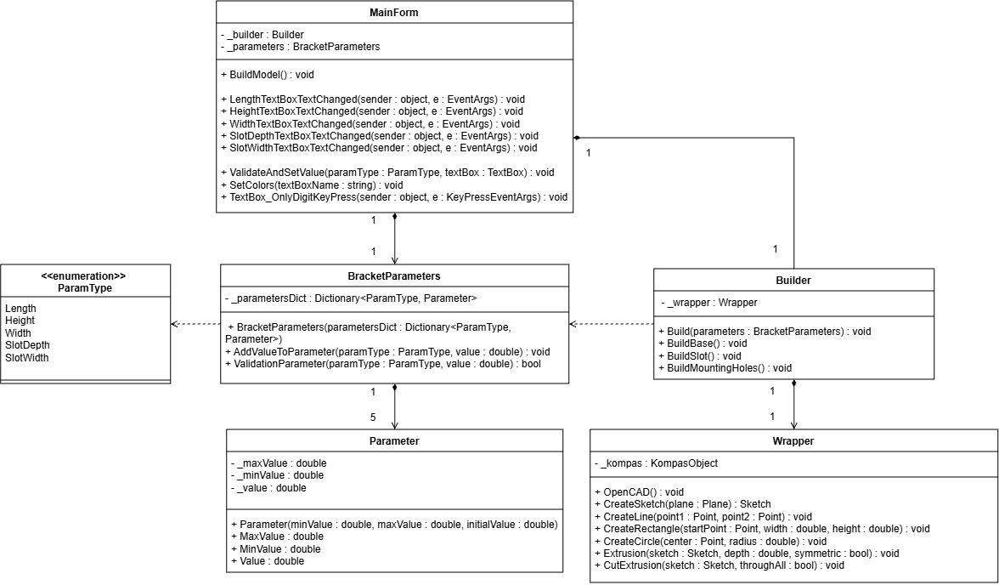 MainForm
- _builder : Builder
- _parameters : BracketParameters
+ BuildModel() : void
+ LengthTextBoxTextChanged(sender : object, e : EventArgs) : void
+ HeightTextBoxTextChanged(sender : object, e : EventArgs) : void
+ WidthTextBoxTextChanged(sender : object, e : EventArgs) : void
+ SlotDepthTextBoxTextChanged(sender : object, e : EventArgs) : void
+ SlotWidthTextBoxTextChanged(sender : object, e : EventArgs) : void
+ ValidateAndSetValue(paramType : ParamType, textBox : TextBox) : void
+ SetColors(textBoxName : string) : void
+ TextBox_OnlyDigitKeyPress(sender : object, e : KeyPressEventArgs) : void
1
1
1
1
<<enumeration>>
ParamType
Length
Height
Width
SlotDepth
SlotWidth
BracketParameters
- _parametersDict : Dictionary<ParamType, Parameter>
+ BracketParameters(parametersDict : Dictionary<ParamType,
Parameter>)
+ AddValueToParameter(paramType : ParamType, value : double) : void
+ ValidationParameter(paramType : ParamType, value : double) : bool
Builder
- _wrapper : Wrapper
+ Build(parameters : BracketParameters) : void
+ BuildBase() : void
+ BuildSlot() : void
+ BuildMountingHoles() : void
1
5
1
1
Parameter
- _maxValue : double
- _minValue : double
- _value : double
+ Parameter(minValue : double, maxValue : double, initialValue : double)
+ MaxValue : double
+ MinValue : double
+ Value : double
Wrapper
- _kompas : KompasObject
+ OpenCAD() : void
+ CreateSketch(plane : Plane) : Sketch
+ CreateLine(point1 : Point, point2 : Point) : void
+ CreateRectangle(startPoint : Point, width : double, height : double) : void
+ CreateCircle(center : Point, radius : double) : void
+ Extrusion(sketch : Sketch, depth : double, symmetric : bool) : void
+ CutExtrusion(sketch : Sketch, throughAll : bool) : void